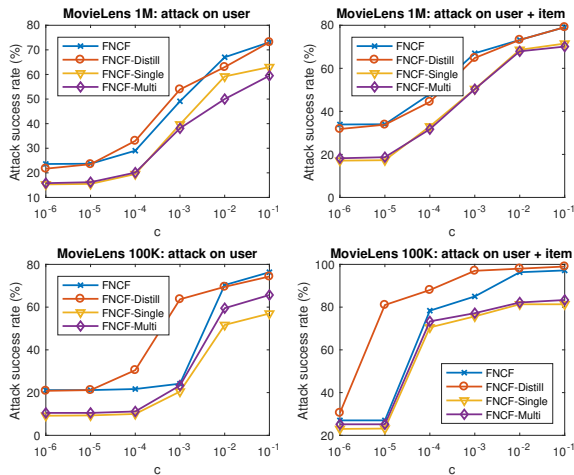 MovieLens 1M: attack on user
Attack success rate (%)
80
70
60
50
40
30
20
10
FNCF
FNCF-Distill
FNCF-Single
FNCF-Multi
10^-6
10^-5
10^-4
10^-3
10^-2
10^-1
c
MovieLens 1M: attack on user + item
Attack success rate (%)
80
60
40
20
0
FNCF
FNCF-Distill
FNCF-Single
FNCF-Multi
10^-6
10^-5
10^-4
10^-3
10^-2
10^-1
c
MovieLens 100K: attack on user
Attack success rate (%)
80
60
40
20
0
FNCF
FNCF-Distill
FNCF-Single
FNCF-Multi
10^-6
10^-5
10^-4
10^-3
10^-2
10^-1
c
MovieLens 100K: attack on user + item
Attack success rate (%)
100
80
60
40
20
FNCF
FNCF-Distill
FNCF-Single
FNCF-Multi
10^-6
10^-5
10^-4
10^-3
10^-2
10^-1
c